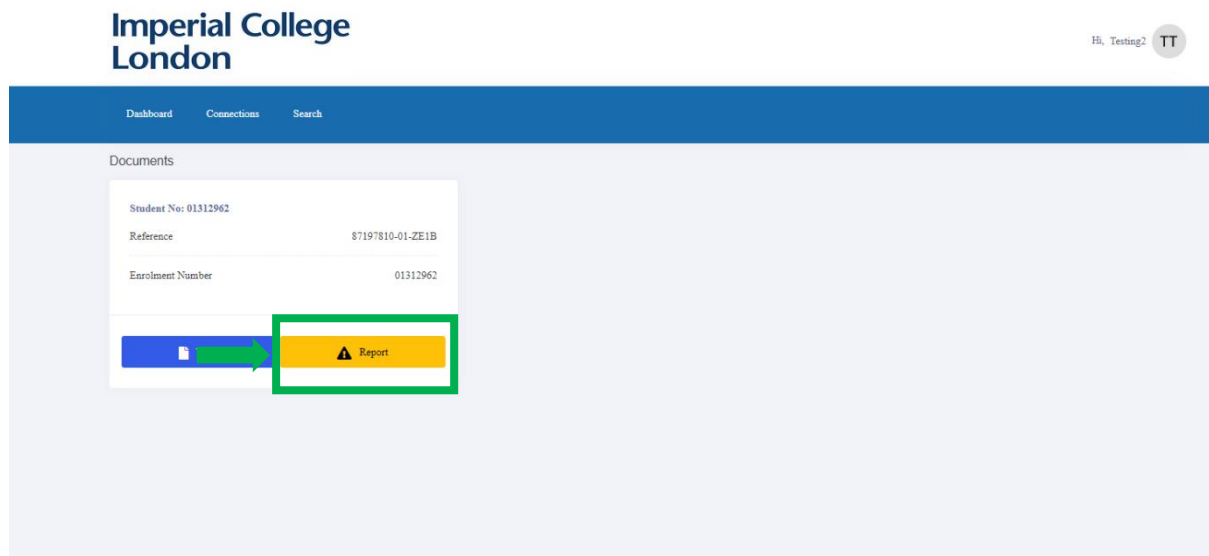 Imperial College
London
Hi, Testing2 TT
Dashboard Connections Search
Documents
Student No: 01312962
Reference 87197810-01-ZE1B
Enrolment Number 01312962
Report